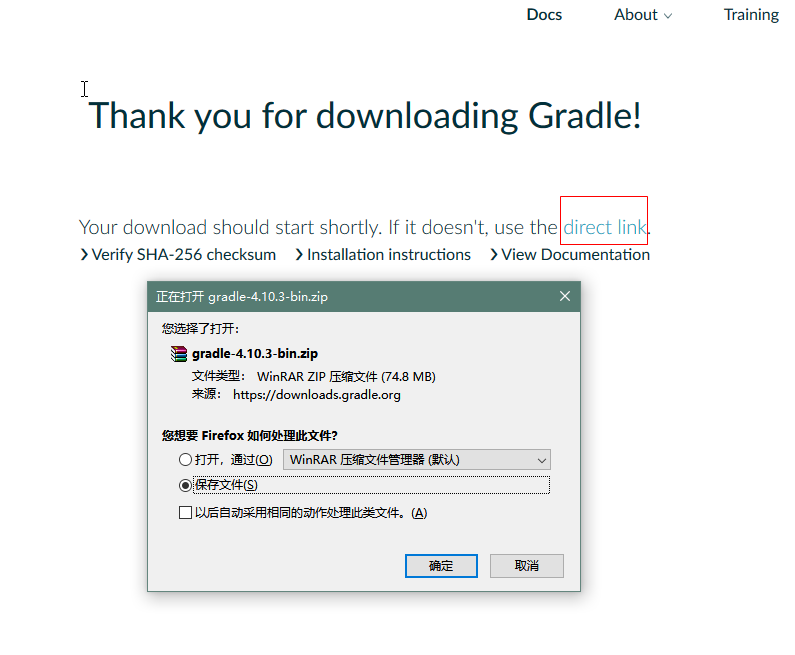 Docs About Training
Thank you for downloading Gradle!
Your download should start shortly. If it doesn't, use the direct link.
Verify SHA-256 checksum Installation instructions View Documentation
正在打开 gradle-4.10.3-bin.zip
您选择了打开:
gradle-4.10.3-bin.zip
文件类型: WinRAR ZIP 压缩文件 (74.8 MB)
来源: https://downloads.gradle.org
您想要 Firefox 如何处理此文件?
打开，通过(O) WinRAR 压缩文件管理器 (默认)
保存文件(S)
以后自动采用相同的动作处理此类文件。(A)
确定 取消